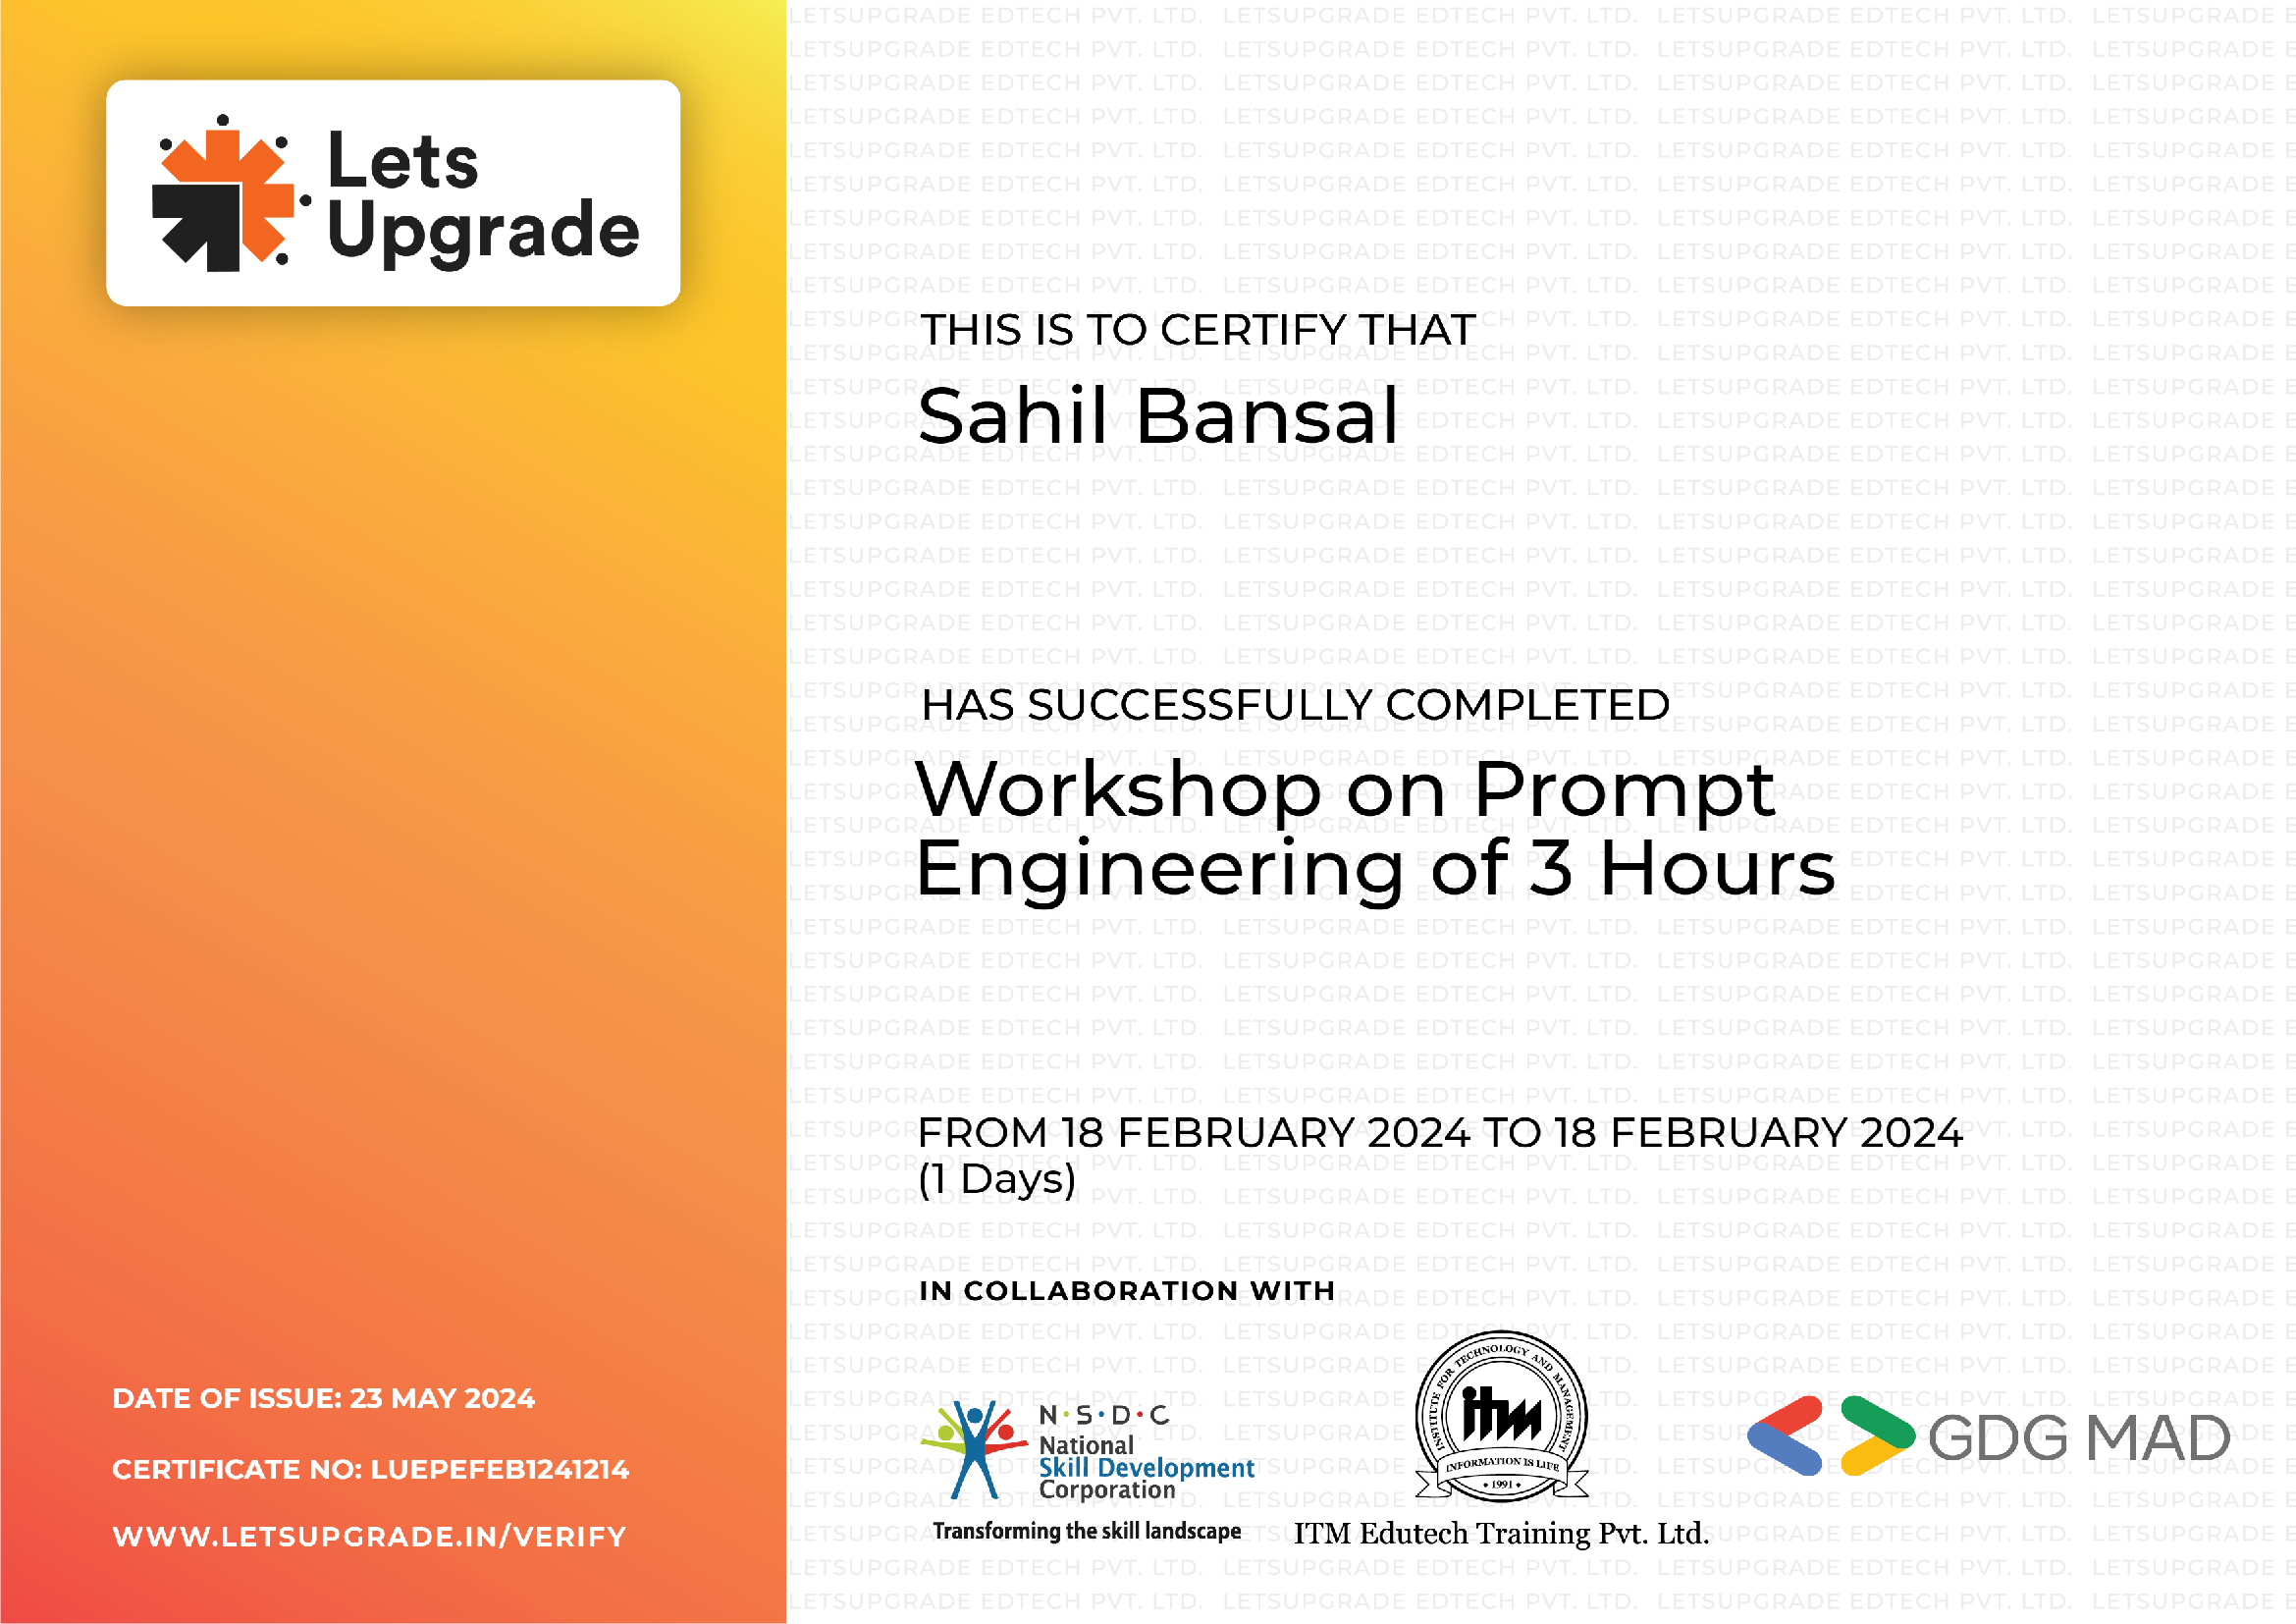 Lets
Upgrade
THIS IS TO CERTIFY THAT
Sahil Bansal
HAS SUCCESSFULLY COMPLETED
Workshop on Prompt
Engineering of 3 Hours
FROM 18 FEBRUARY 2024 TO 18 FEBRUARY 2024
(1 Days)
IN COLLABORATION WITH
N·S·D·C
National
Skill Development
Corporation
Transforming the skill landscape
INSTITUTE FOR TECHNOLOGY AND MANAGEMENT
itm
INFORMATION IS LIFE
• 1991 •
ITM Edutech Training Pvt. Ltd.
GDG MAD
DATE OF ISSUE: 23 MAY 2024
CERTIFICATE NO: LUEPEFEB1241214
WWW.LETSUPGRADE.IN/VERIFY
LETSUPGRADE EDTECH PVT. LTD.